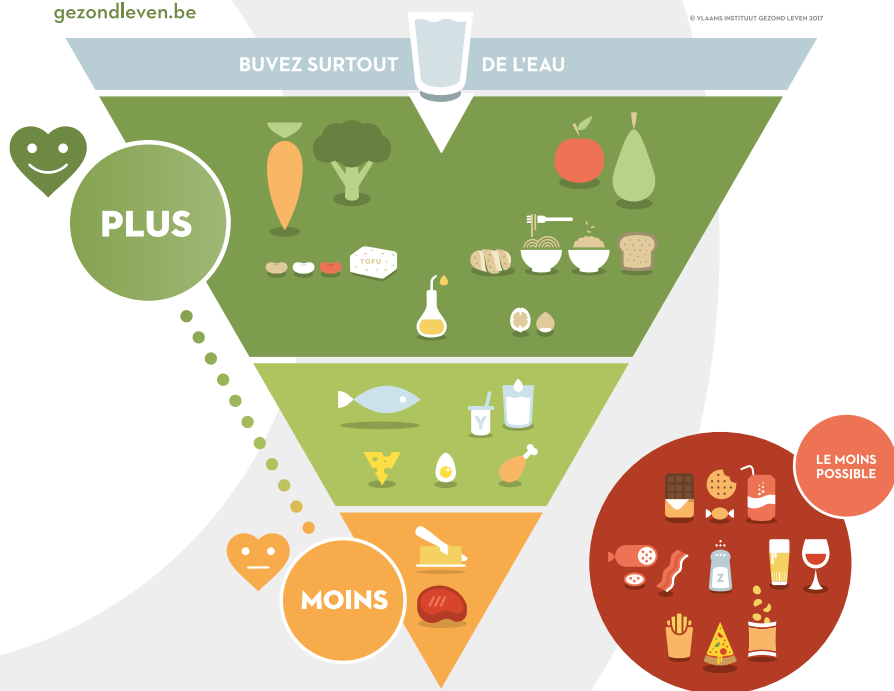 gezondleven.be
© VLAAMS INSTITUUT GEZOND LEVEN 2017
BUVEZ SURTOUT DE L'EAU
PLUS
TOFU
Y
LE MOINS
POSSIBLE
Z
MOINS